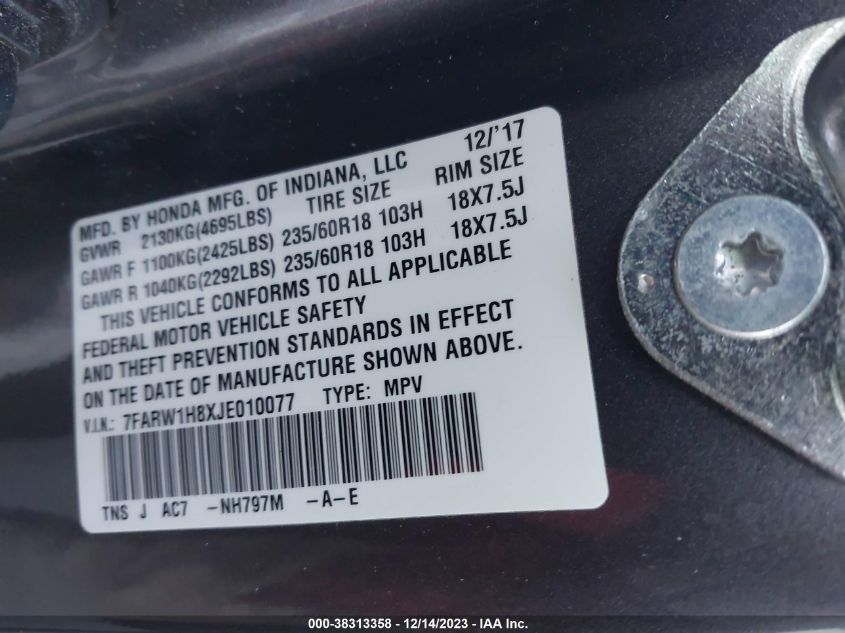 MFD. BY HONDA MFG. OF INDIANA, LLC 12/'17
GVWR 2130KG(4695LBS) TIRE SIZE RIM SIZE
GAWR F 1100KG(2425LBS) 235/60R18 103H 18X7.5J
GAWR R 1040KG(2292LBS) 235/60R18 103H 18X7.5J
THIS VEHICLE CONFORMS TO ALL APPLICABLE
FEDERAL MOTOR VEHICLE SAFETY
AND THEFT PREVENTION STANDARDS IN EFFECT
ON THE DATE OF MANUFACTURE SHOWN ABOVE.
V.I.N.: 7FARW1H8XJE010077 TYPE: MPV
TNS J AC7 -NH797M -A-E
000-38313358 - 12/14/2023 - IAA Inc.